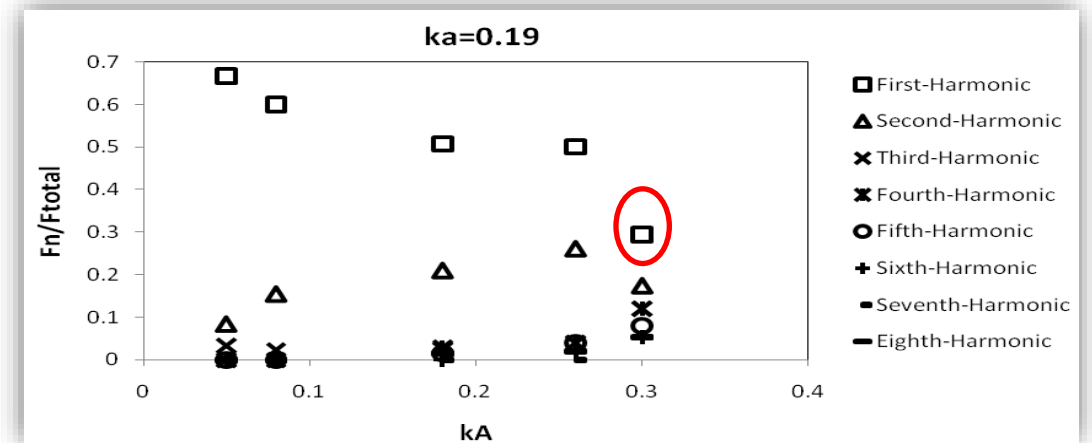 ka=0.19
Fn/Ftotal
0.7
0.6
0.5
0.4
0.3
0.2
0.1
0
0
0.1
0.2
0.3
0.4
kA
First-Harmonic
Second-Harmonic
Third-Harmonic
Fourth-Harmonic
Fifth-Harmonic
Sixth-Harmonic
Seventh-Harmonic
Eighth-Harmonic